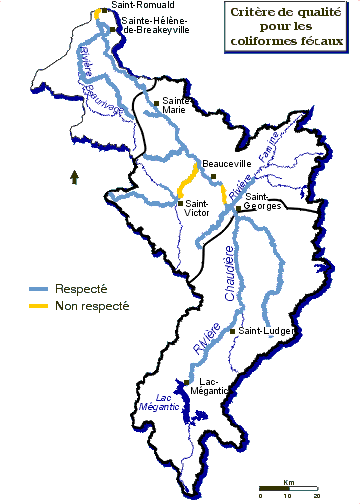 Critère de qualité
pour les
coliformes fécaux
Saint-Romuald
Sainte-Hélène-
de-Breakeyville
Rivière
Beaurivage
Sainte-
Marie
Beauceville
Rivière
Famine
Saint-
Victor
Saint-
Georges
Rivière
Chaudière
Respecté
Non respecté
Saint-Ludger
Lac-
Mégantic
Lac
Mégantic
Km
0 10 20